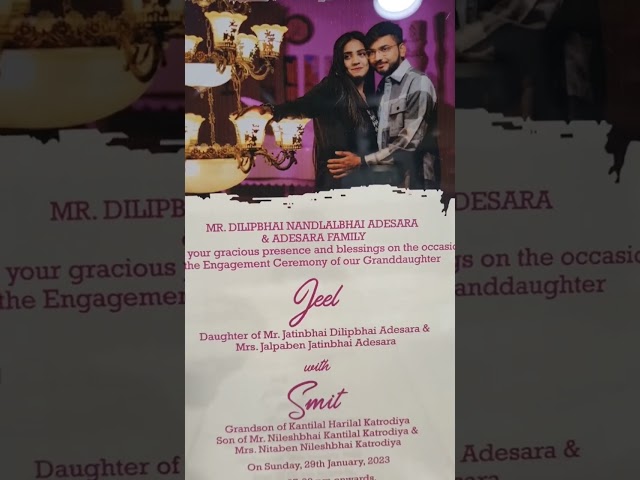 MR. DILIPBHAI NANDLALBHAI ADESARA
& ADESARA FAMILY
your gracious presence and blessings on the occasio
the Engagement Ceremony of our Granddaughter
Jeel
Daughter of Mr. Jatinbhai Dilipbhai Adesara &
Mrs. Jalpaben Jatinbhai Adesara
with
Smit
Grandson of Kantilal Harilal Katrodiya
Son of Mr. Nileshbhai Kantilal Katrodiya &
Mrs. Nitaben Nileshbhai Katrodiya
On Sunday, 29th January, 2023
onwards.